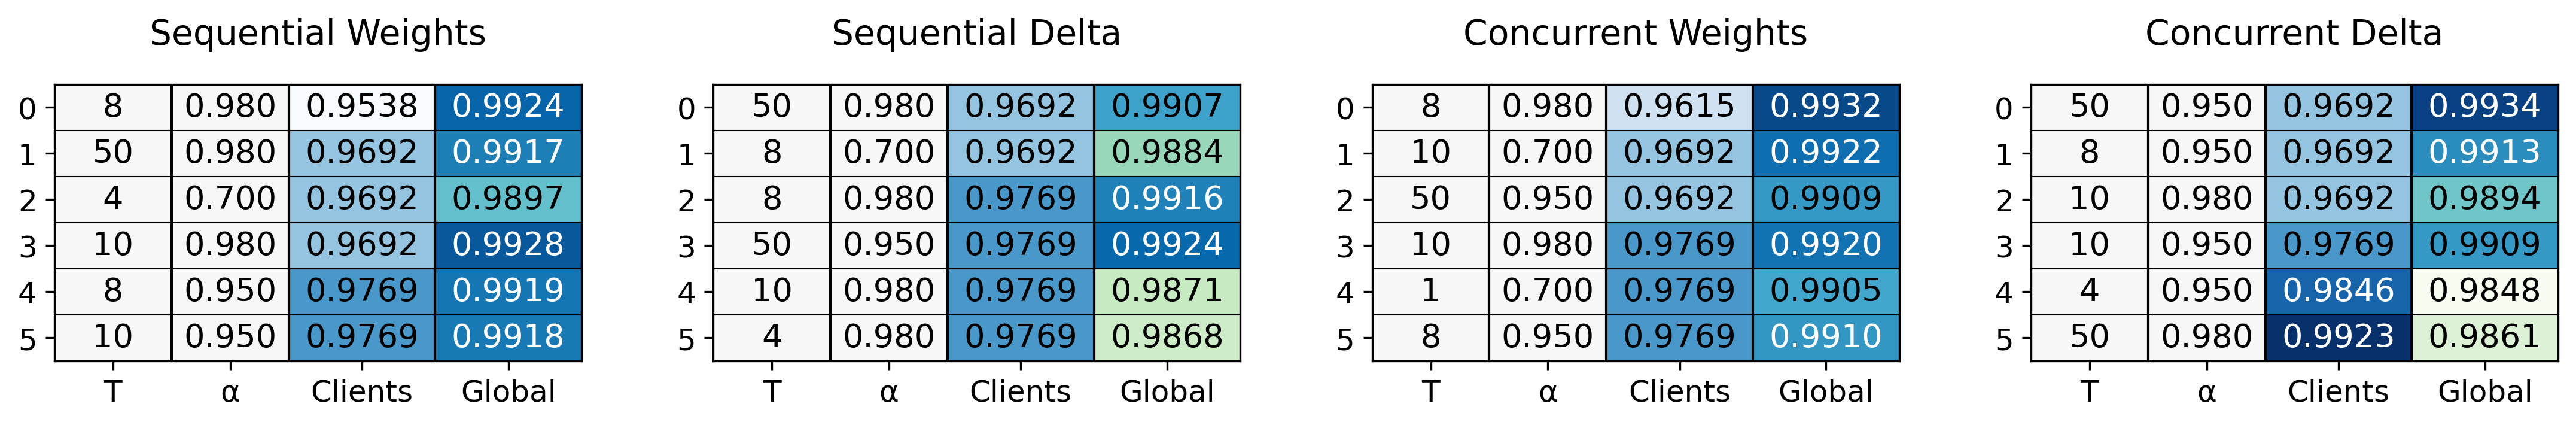 Sequential Weights
0 8 0.980 0.9538 0.9924
1 50 0.980 0.9692 0.9917
2 4 0.700 0.9692 0.9897
3 10 0.980 0.9692 0.9928
4 8 0.950 0.9769 0.9919
5 10 0.950 0.9769 0.9918
T α Clients Global
Sequential Delta
0 50 0.980 0.9692 0.9907
1 8 0.700 0.9692 0.9884
2 8 0.980 0.9769 0.9916
3 50 0.950 0.9769 0.9924
4 10 0.980 0.9769 0.9871
5 4 0.980 0.9769 0.9868
T α Clients Global
Concurrent Weights
0 8 0.980 0.9615 0.9932
1 10 0.700 0.9692 0.9922
2 50 0.950 0.9692 0.9909
3 10 0.980 0.9769 0.9920
4 1 0.700 0.9769 0.9905
5 8 0.950 0.9769 0.9910
T α Clients Global
Concurrent Delta
0 50 0.950 0.9692 0.9934
1 8 0.950 0.9692 0.9913
2 10 0.980 0.9692 0.9894
3 10 0.950 0.9769 0.9909
4 4 0.950 0.9846 0.9848
5 50 0.980 0.9923 0.9861
T α Clients Global